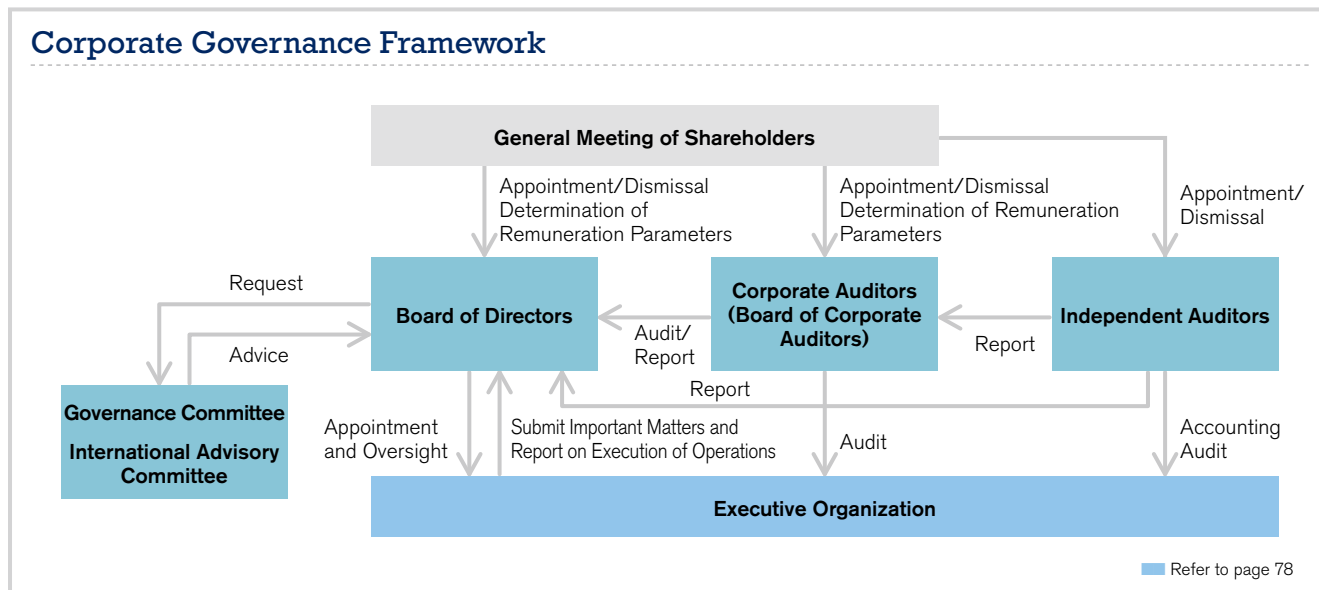 Corporate Governance Framework
General Meeting of Shareholders
Appointment/Dismissal
Determination of
Remuneration Parameters
Appointment/Dismissal
Determination of Remuneration
Parameters
Appointment/
Dismissal
Request
Advice
Board of Directors
Audit/
Report
Corporate Auditors
(Board of Corporate
Auditors)
Report
Independent Auditors
Report
Governance Committee
International Advisory
Committee
Appointment
and Oversight
Submit Important Matters and
Report on Execution of Operations
Audit
Accounting
Audit
Executive Organization
Refer to page 78